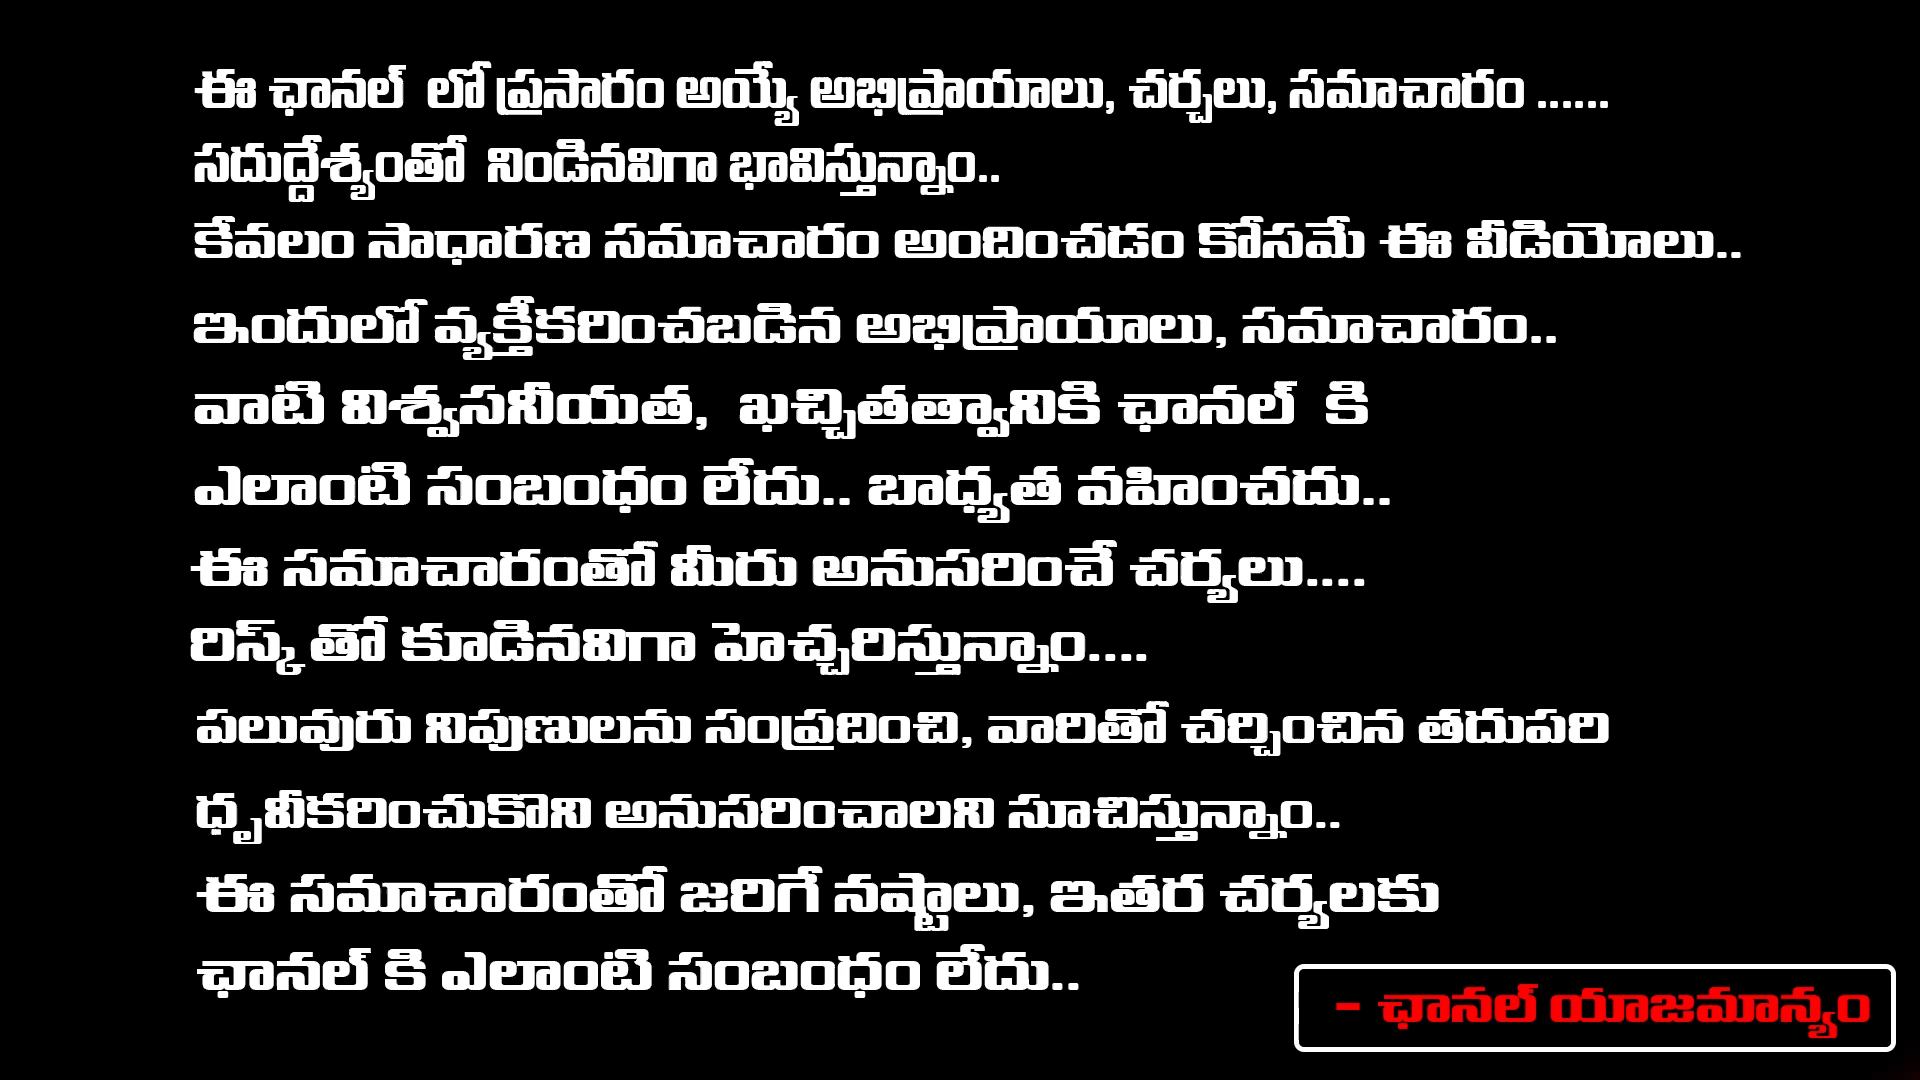 ఈ ఛానల్ లో ప్రసారం అయ్యే అభిప్రాయాలు, చర్చలు, సమాచారం ......
సదుద్దేశ్యంతో నిండినవిగా భావిస్తున్నాం..
కేవలం సాధారణ సమాచారం అందించడం కోసమే ఈ వీడియోలు..
ఇందులో వ్యక్తీకరించబడిన అభిప్రాయాలు, సమాచారం..
వాటి విశ్వసనీయత, ఖచ్చితత్వానికి ఛానల్ కి
ఎలాంటి సంబంధం లేదు.. బాధ్యత వహించదు..
ఈ సమాచారంతో మీరు అనుసరించే చర్యలు....
రిస్క్ తో కూడినవిగా హెచ్చరిస్తున్నాం....
పలువురు నిపుణులను సంప్రదించి, వారితో చర్చించిన తదుపరి
ధృవీకరించుకొని అనుసరించాలని సూచిస్తున్నాం..
ఈ సమాచారంతో జరిగే నష్టాలు, ఇతర చర్యలకు
ఛానల్ కి ఎలాంటి సంబంధం లేదు..
- ఛానల్ యాజమాన్యం